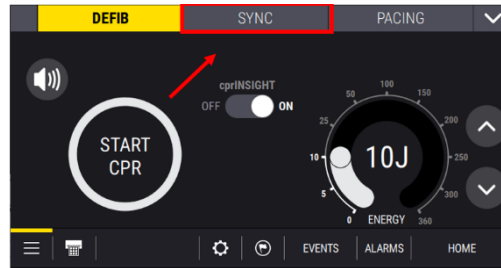 DEFIB SYNC PACING
cprINSIGHT
OFF ON
START
CPR
0
5
10
25
50
100
150
200
250
300
360
10J
ENERGY
EVENTS ALARMS HOME